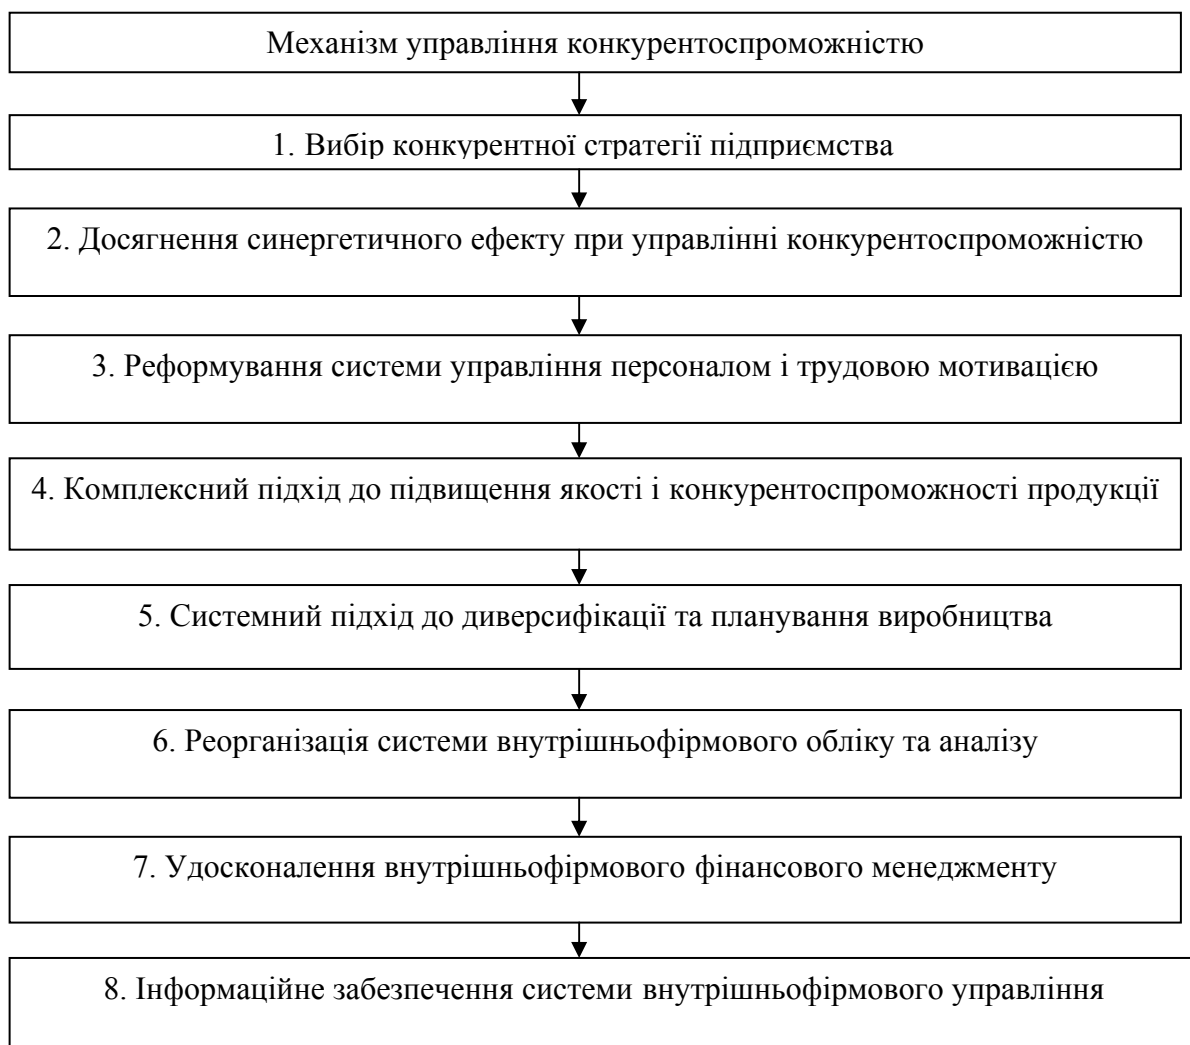 Механізм управління конкурентоспроможністю
1. Вибір конкурентної стратегії підприємства
2. Досягнення синергетичного ефекту при управлінні конкурентоспроможністю
3. Реформування системи управління персоналом і трудовою мотивацією
4. Комплексний підхід до підвищення якості і конкурентоспроможності продукції
5. Системний підхід до диверсифікації та планування виробництва
6. Реорганізація системи внутрішньофірмового обліку та аналізу
7. Удосконалення внутрішньофірмового фінансового менеджменту
8. Інформаційне забезпечення системи внутрішньофірмового управління